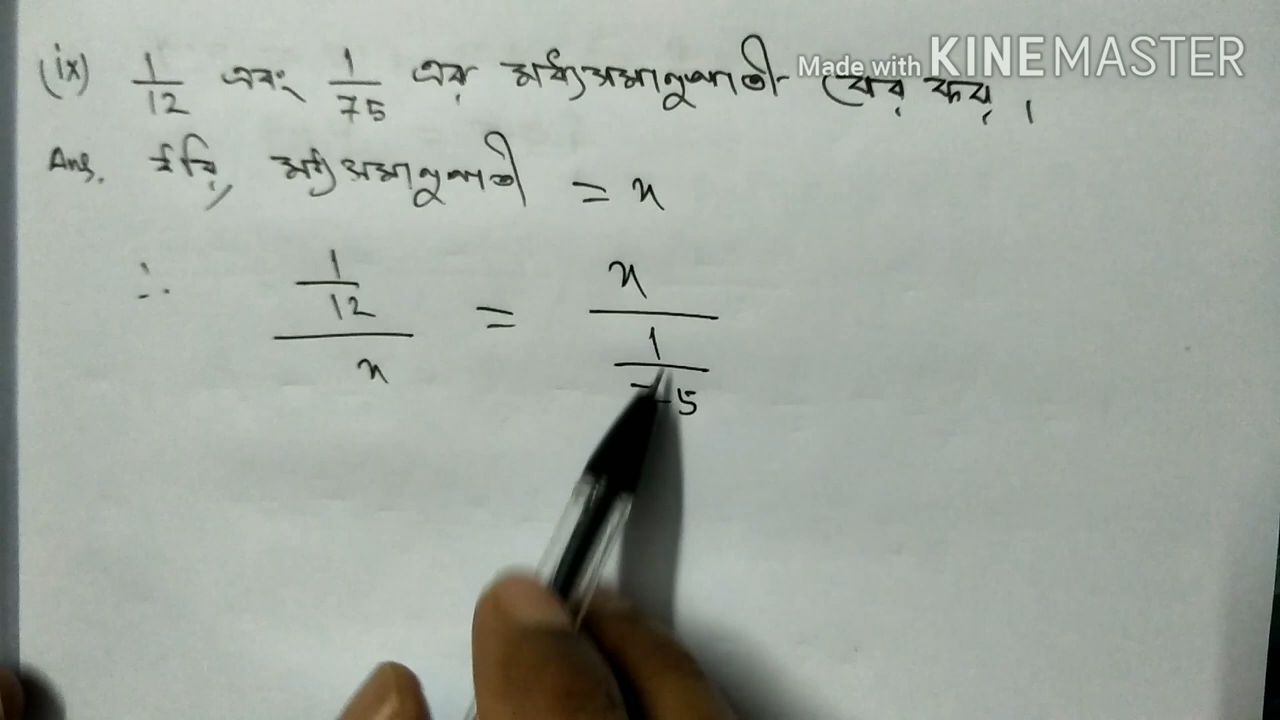 Made with KINEMASTER
(ix) 1/12 এবং 1/75 এর মধ্যসমানুপাতী বের কর।
Ans. ধরি, মধ্যসমানুপাতী = x
∴ 1/12 / x = x / 1/75